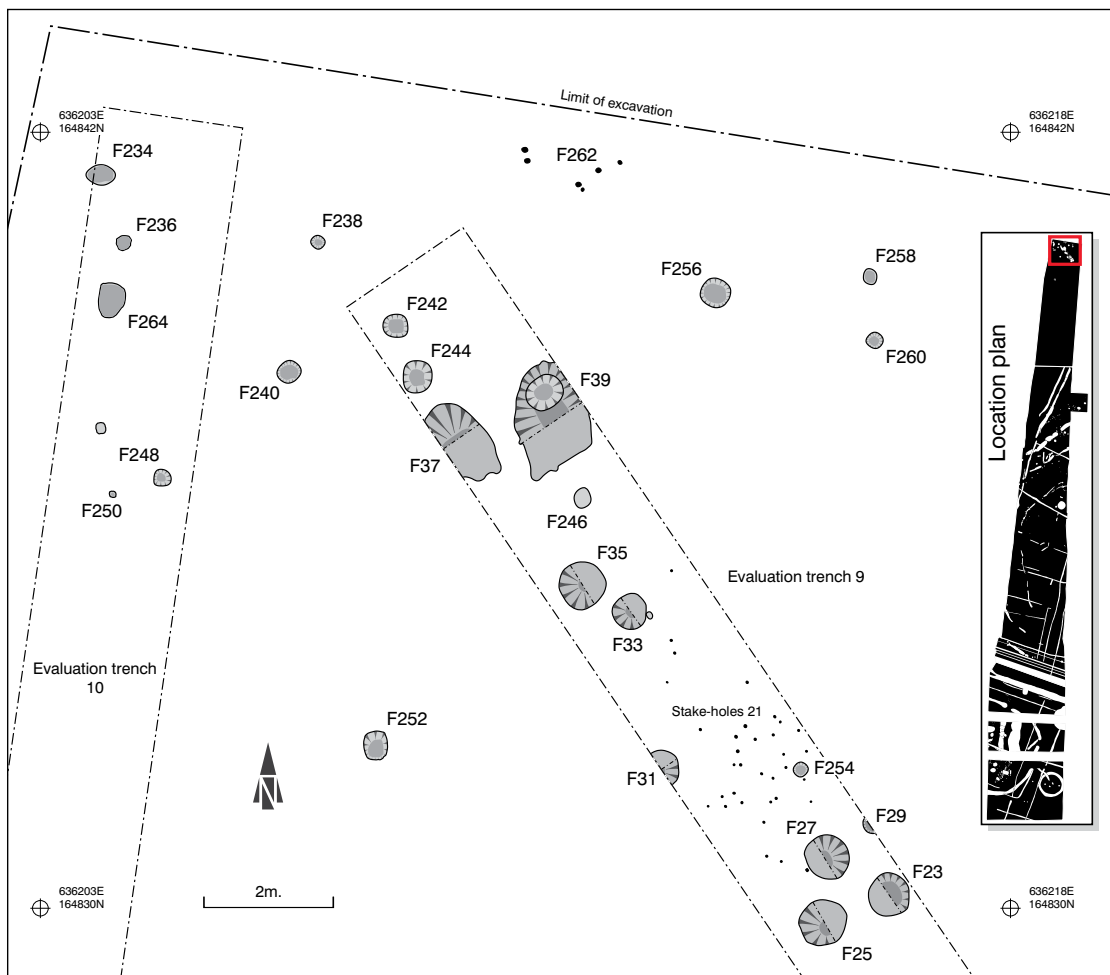 636203E
164842N
Limit of excavation
636218E
164842N
F234
F262
F236
F238
F258
F256
F264
F242
F260
F244
F240
F39
Location plan
F37
F248
F250
F246
F35
Evaluation trench 9
F33
Evaluation trench
10
Stake-holes 21
F252
F31
F254
N
F29
F27
F23
636203E
164830N
2m.
636218E
164830N
F25